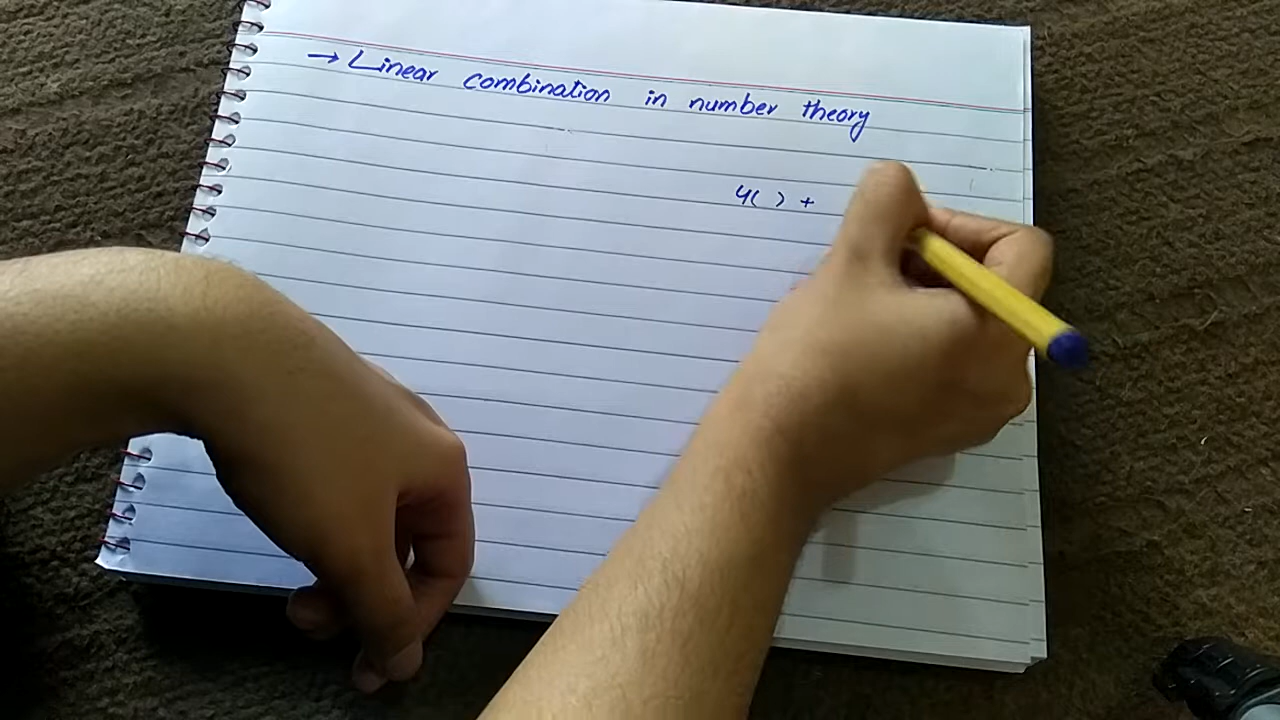 → Linear combination in number theory
4( ) +